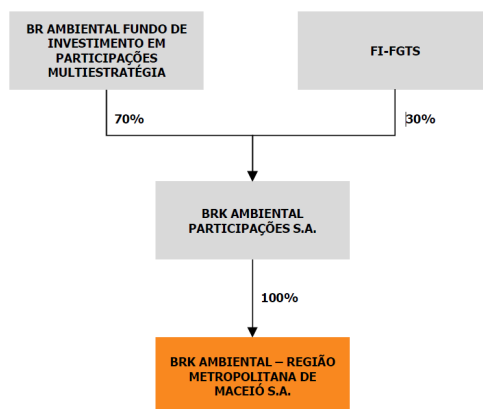 BR AMBIENTAL FUNDO DE
INVESTIMENTO EM
PARTICIPAÇÕES
MULTIESTRATÉGIA
FI-FGTS
70%
30%
BRK AMBIENTAL
PARTICIPAÇÕES S.A.
100%
BRK AMBIENTAL – REGIÃO
METROPOLITANA DE
MACEIÓ S.A.